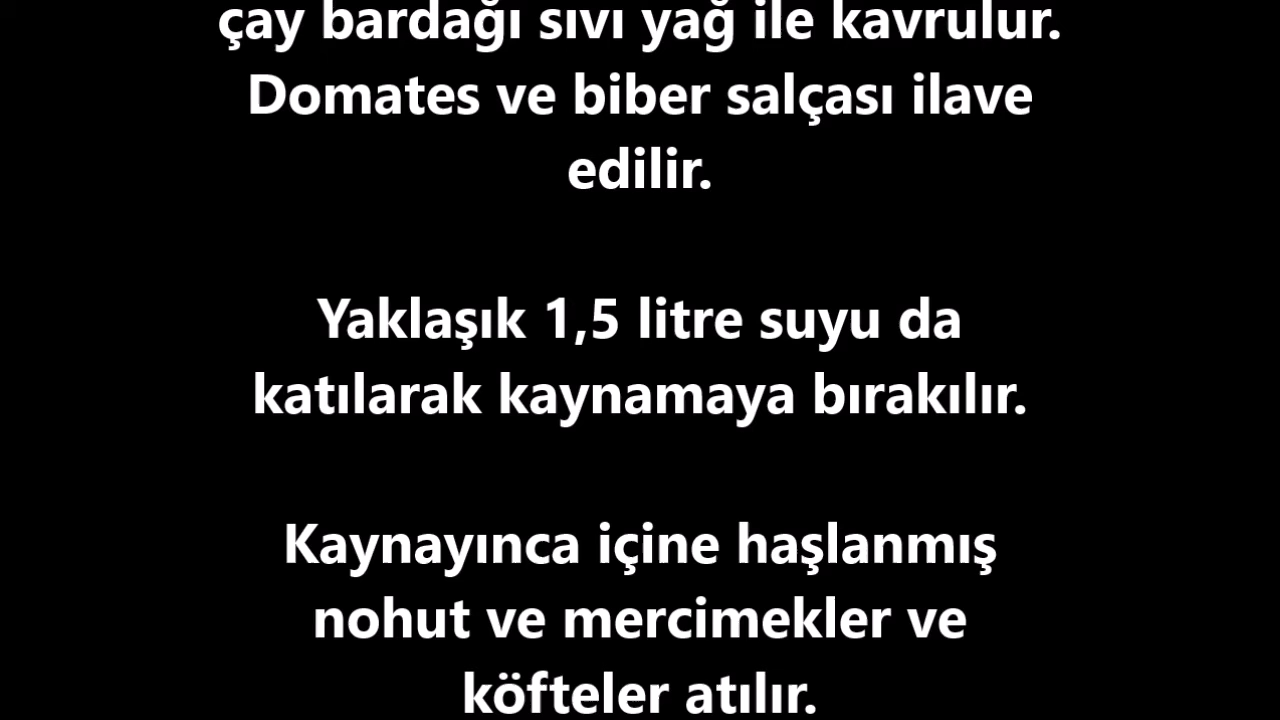 çay bardağı sıvı yağ ile kavrulur.
Domates ve biber salçası ilave
edilir.
Yaklaşık 1,5 litre suyu da
katılarak kaynamaya bırakılır.
Kaynayınca içine haşlanmış
nohut ve mercimekler ve
köfteler atılır.